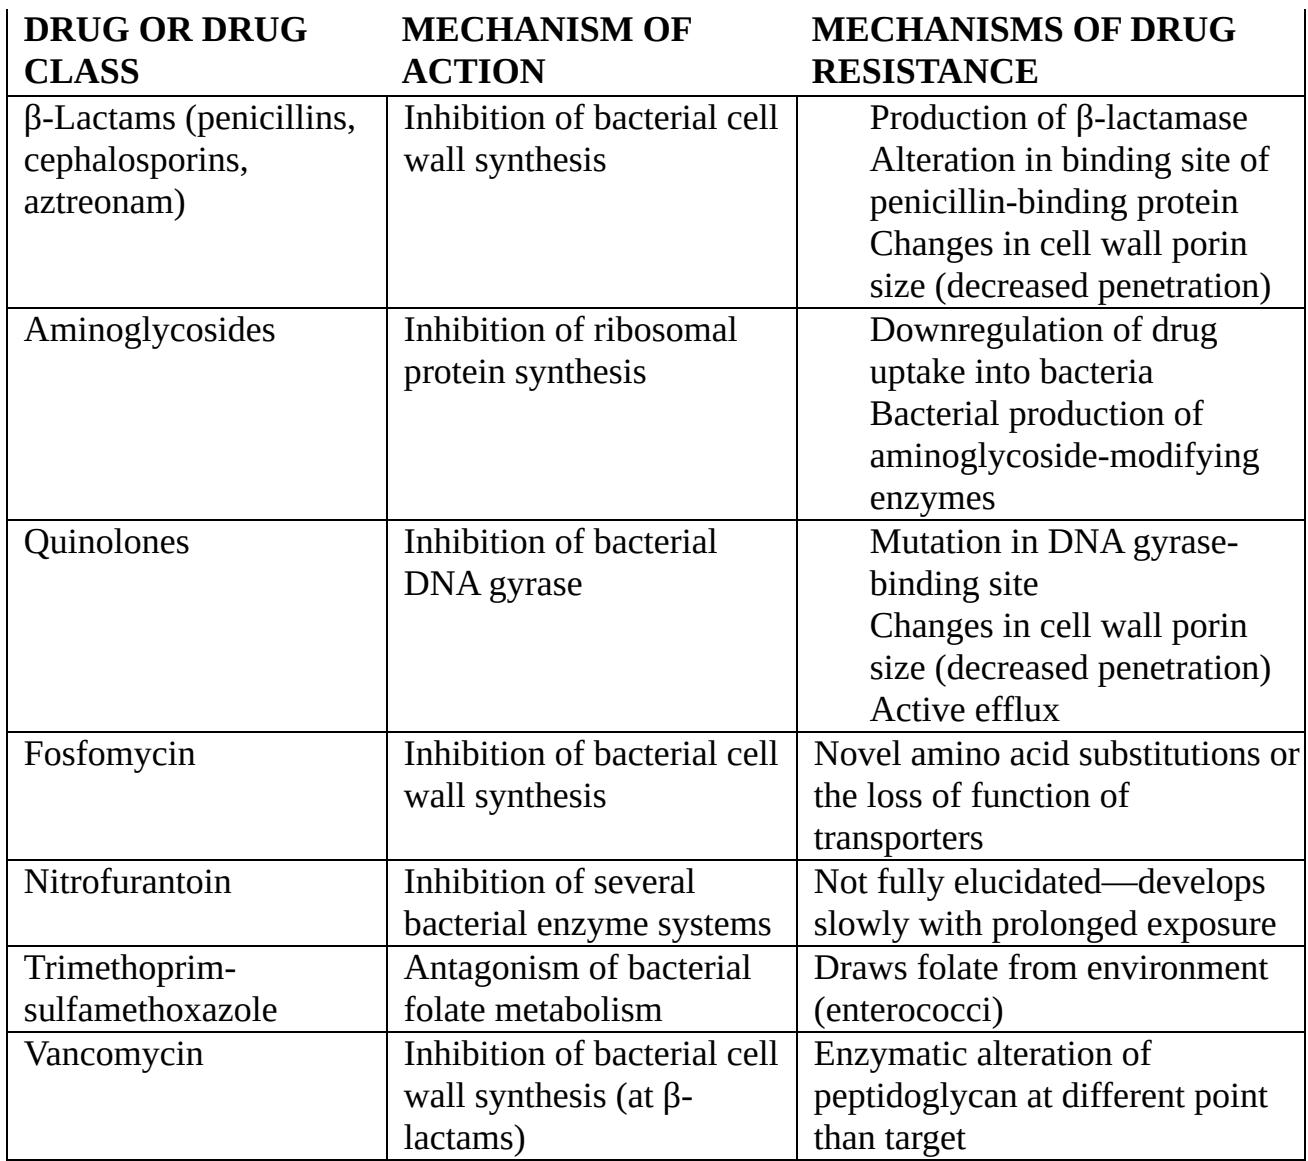 DRUG OR DRUG
CLASS
MECHANISM OF
ACTION
MECHANISMS OF DRUG
RESISTANCE
β-Lactams (penicillins,
cephalosporins,
aztreonam)
Inhibition of bacterial cell
wall synthesis
Production of β-lactamase
Alteration in binding site of
penicillin-binding protein
Changes in cell wall porin
size (decreased penetration)
Aminoglycosides
Inhibition of ribosomal
protein synthesis
Downregulation of drug
uptake into bacteria
Bacterial production of
aminoglycoside-modifying
enzymes
Quinolones
Inhibition of bacterial
DNA gyrase
Mutation in DNA gyrase-
binding site
Changes in cell wall porin
size (decreased penetration)
Active efflux
Fosfomycin
Inhibition of bacterial cell
wall synthesis
Novel amino acid substitutions or
the loss of function of
transporters
Nitrofurantoin
Inhibition of several
bacterial enzyme systems
Not fully elucidated—develops
slowly with prolonged exposure
Trimethoprim-
sulfamethoxazole
Antagonism of bacterial
folate metabolism
Draws folate from environment
(enterococci)
Vancomycin
Inhibition of bacterial cell
wall synthesis (at β-
lactams)
Enzymatic alteration of
peptidoglycan at different point
than target